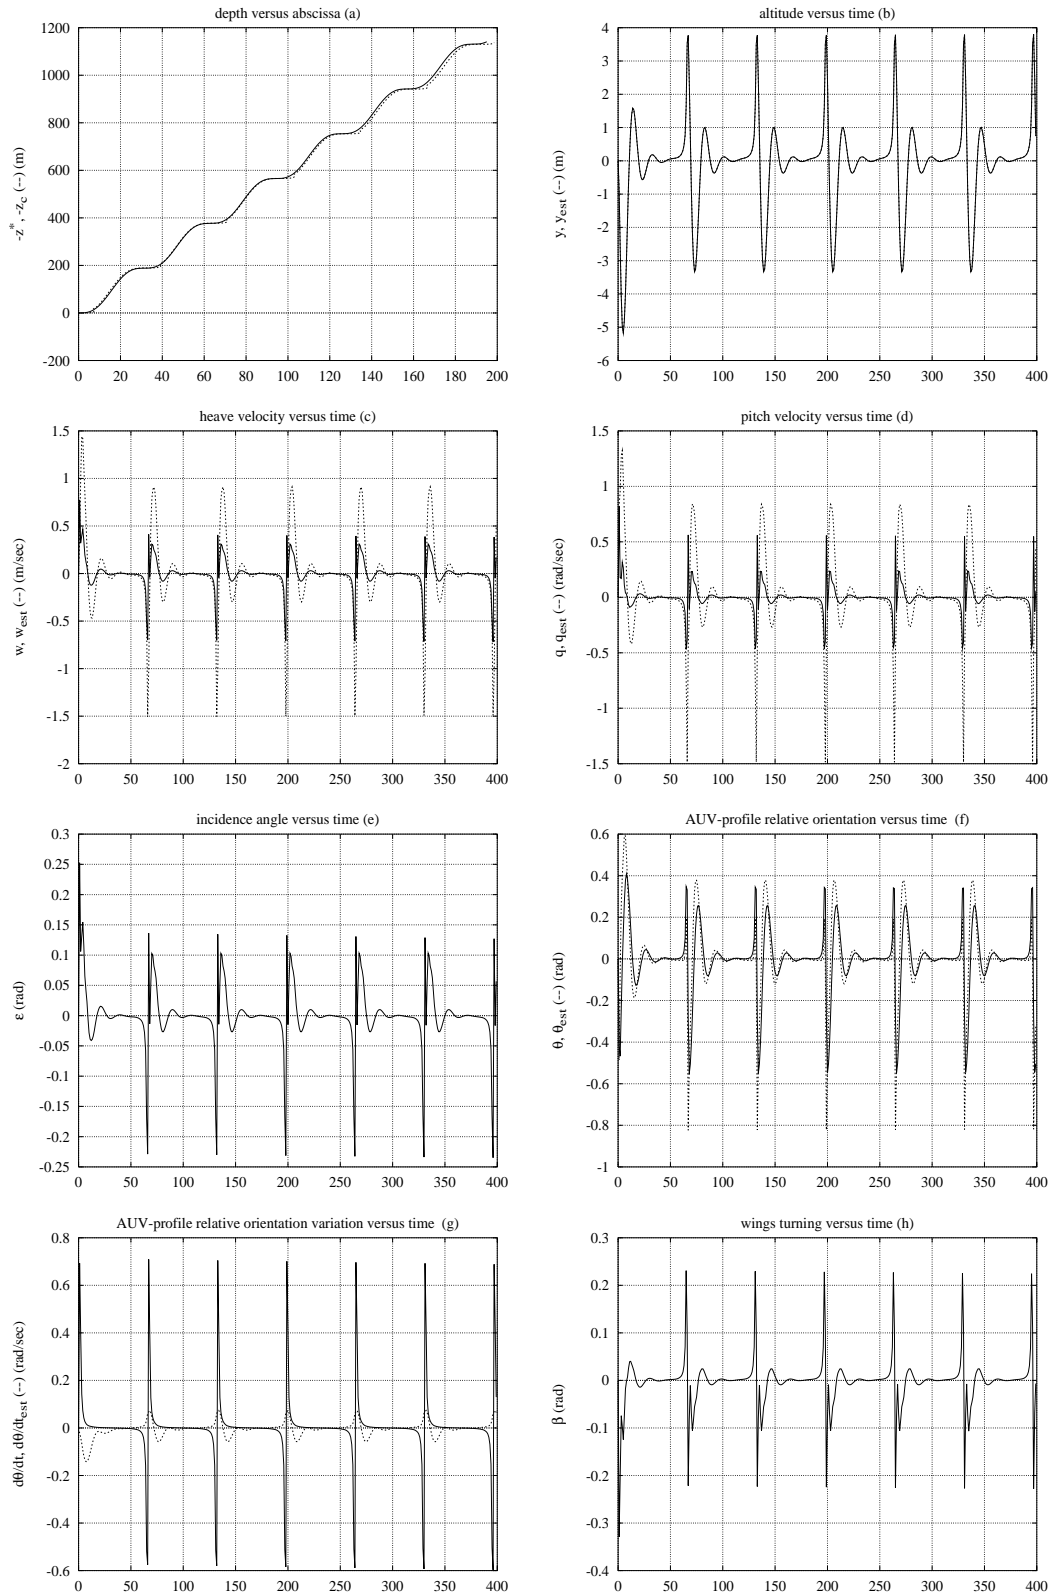 depth versus abscissa (a)
1200
1000
800
600
400
200
0
-200
-z*, -z_c (--) (m)
0 20 40 60 80 100 120 140 160 180 200
altitude versus time (b)
4
3
2
1
0
-1
-2
-3
-4
-5
-6
y, y_est (--) (m)
0 50 100 150 200 250 300 350 400
heave velocity versus time (c)
1.5
1
0.5
0
-0.5
-1
-1.5
-2
w, w_est (--) (m/sec)
0 50 100 150 200 250 300 350 400
pitch velocity versus time (d)
1.5
1
0.5
0
-0.5
-1
-1.5
q, q_est (--) (rad/sec)
0 50 100 150 200 250 300 350 400
incidence angle versus time (e)
0.3
0.25
0.2
0.15
0.1
0.05
0
-0.05
-0.1
-0.15
-0.2
-0.25
ε (rad)
0 50 100 150 200 250 300 350 400
AUV-profile relative orientation versus time (f)
0.6
0.4
0.2
0
-0.2
-0.4
-0.6
-0.8
-1
θ, θ_est (--) (rad)
0 50 100 150 200 250 300 350 400
AUV-profile relative orientation variation versus time (g)
0.8
0.6
0.4
0.2
0
-0.2
-0.4
-0.6
dθ/dt, dθ/dt_est (--) (rad/sec)
0 50 100 150 200 250 300 350 400
wings turning versus time (h)
0.3
0.2
0.1
0
-0.1
-0.2
-0.3
-0.4
β (rad)
0 50 100 150 200 250 300 350 400